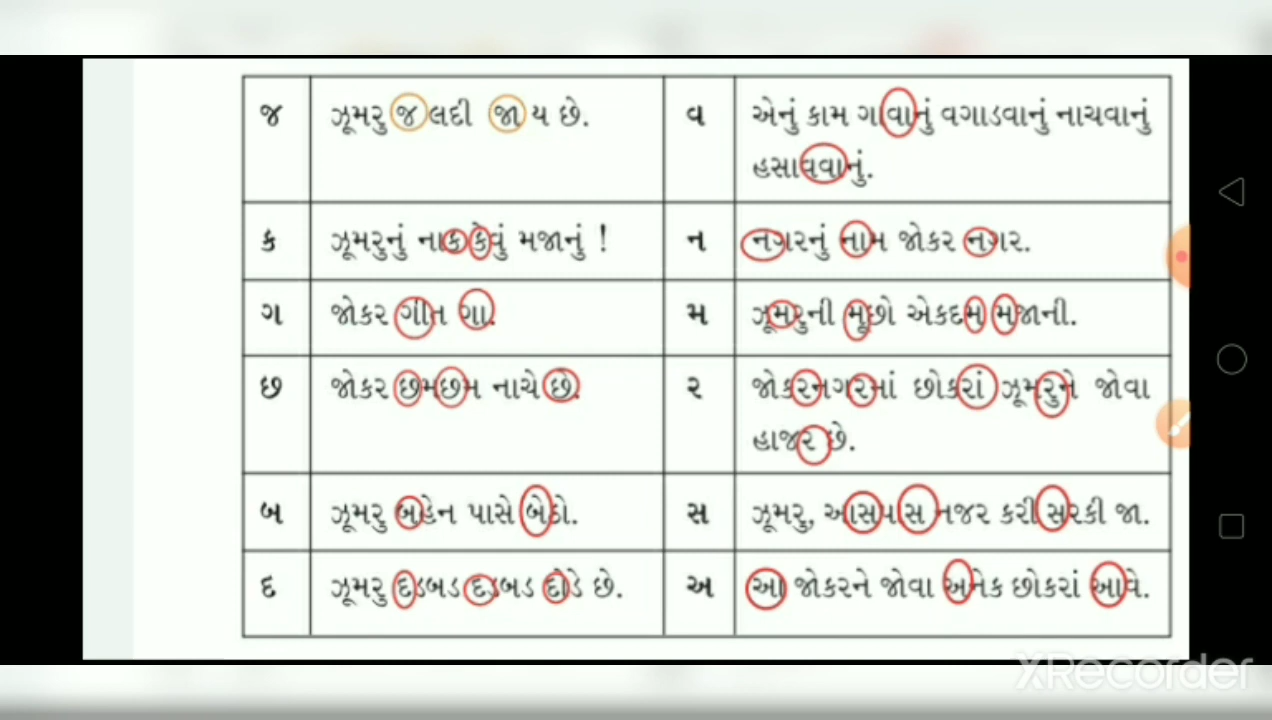 જ ઝૂમરુ જલદી જાય છે. વ એનું કામ ગાવાનું વગાડવાનું નાચવાનું
હસાવવાનું.
ક ઝૂમરુનું નાક કેવું મજાનું ! ન નગરનું નામ જોકર નગર.
ગ જોકર ગીત ગા. મ ઝૂમરુની મૂછો એકદમ મજાની.
છ જોકર છમછમ નાચે છે. ર જોકરનગરમાં છોકરાં ઝૂમરુને જોવા
હાજર છે.
બ ઝૂમરુ બહેન પાસે બેઠો. સ ઝૂમરુ, આસપાસ નજર કરી સરકી જા.
દ ઝૂમરુ દડબડ દડબડ દોડે છે. અ આ જોકરને જોવા અનેક છોકરાં આવે.
XRecorder